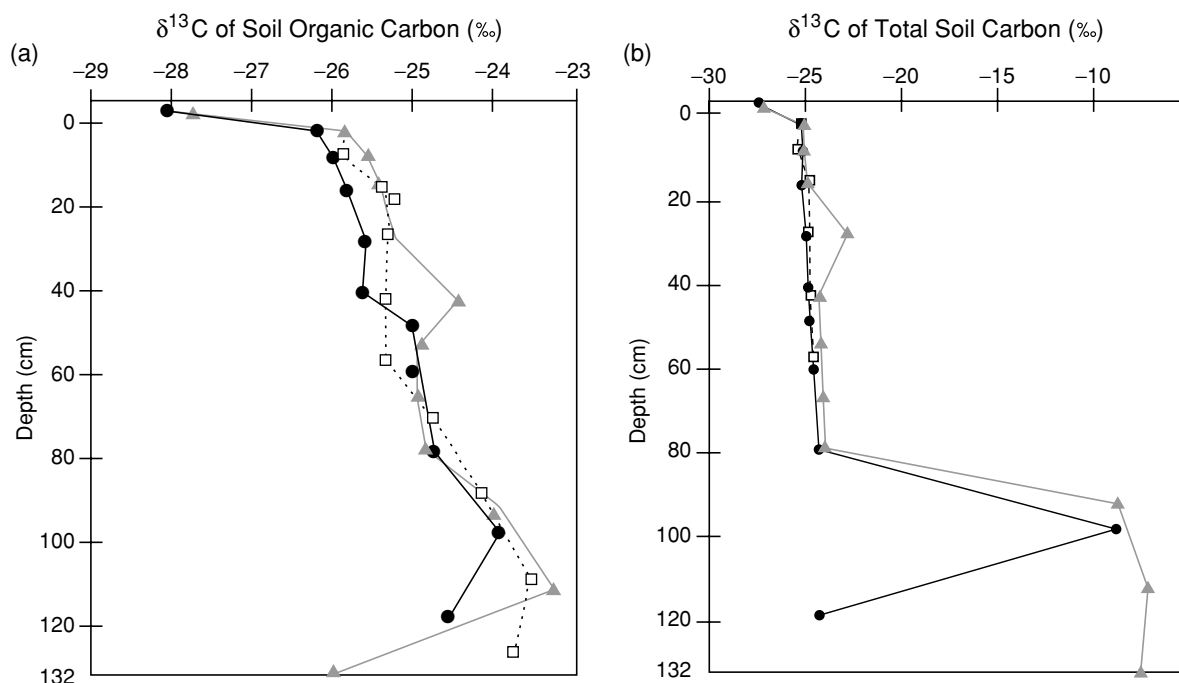 δ13C of Soil Organic Carbon (‰)
(a)
–29 –28 –27 –26 –25 –24 –23
0
20
40
60
80
100
120
132
Depth (cm)
δ13C of Total Soil Carbon (‰)
(b)
–30 –25 –20 –15 –10
0
20
40
60
80
100
120
132
Depth (cm)